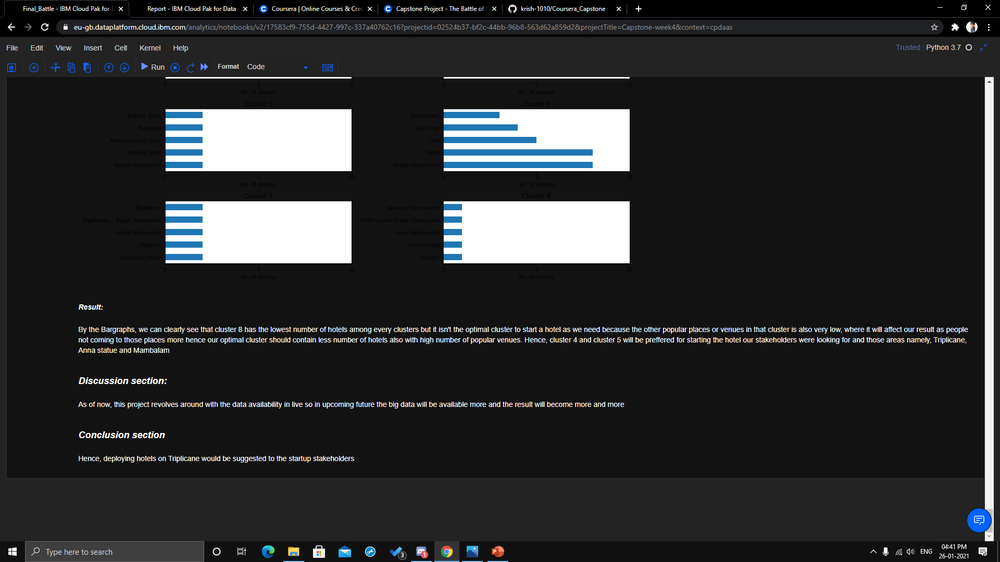 Final_Battle - IBM Cloud Pak for D
Report - IBM Cloud Pak for Data
Coursera | Online Courses & Cre
Capstone Project - The Battle of
krish-1010/Coursera_Capstone
eu-gb.dataplatform.cloud.ibm.com/analytics/notebooks/v2/17583cf9-755d-4427-997c-337a40762c16?projectid=02524b37-bf2c-44bb-96b8-563d62a859d2&projectTitle=Capstone-week4&context=cpdaas
File Edit View Insert Cell Kernel Help
Trusted Python 3.7
Run Format Code
0 5 10
No. of venues
0 5 10
No. of venues
Cluster 5
Jewelry Store
Boutique
Miscellaneous Shop
Clothing Store
Indian Restaurant
0 5 10
No. of venues
Cluster 6
Restaurant
Juice Bar
Café
Hotel
Indian Restaurant
0 5 10
No. of venues
Cluster 7
Bookstore
Vegetarian / Vegan Restaurant
Indian Restaurant
Platform
Sandwich Place
0 5 10
No. of venues
Cluster 8
Japanese Restaurant
Multicuisine Indian Restaurant
Asian Restaurant
Concert Hall
Theater
0 5 10
No. of venues
Result:
By the Bargraphs, we can clearly see that cluster 8 has the lowest number of hotels among every clusters but it isn't the optimal cluster to start a hotel as we need because the other popular places or venues in that cluster is also very low, where it will affect our result as people
not coming to those places more hence our optimal cluster should contain less number of hotels also with high number of popular venues. Hence, cluster 4 and cluster 5 will be preffered for starting the hotel our stakeholders were looking for and those areas namely, Triplicane,
Anna statue and Mambalam
Discussion section:
As of now, this project revolves around with the data availability in live so in upcoming future the big data will be available more and the result will become more and more
Conclusion section
Hence, deploying hotels on Triplicane would be suggested to the startup stakeholders
Type here to search
3
1
ENG
04:41 PM
26-01-2021